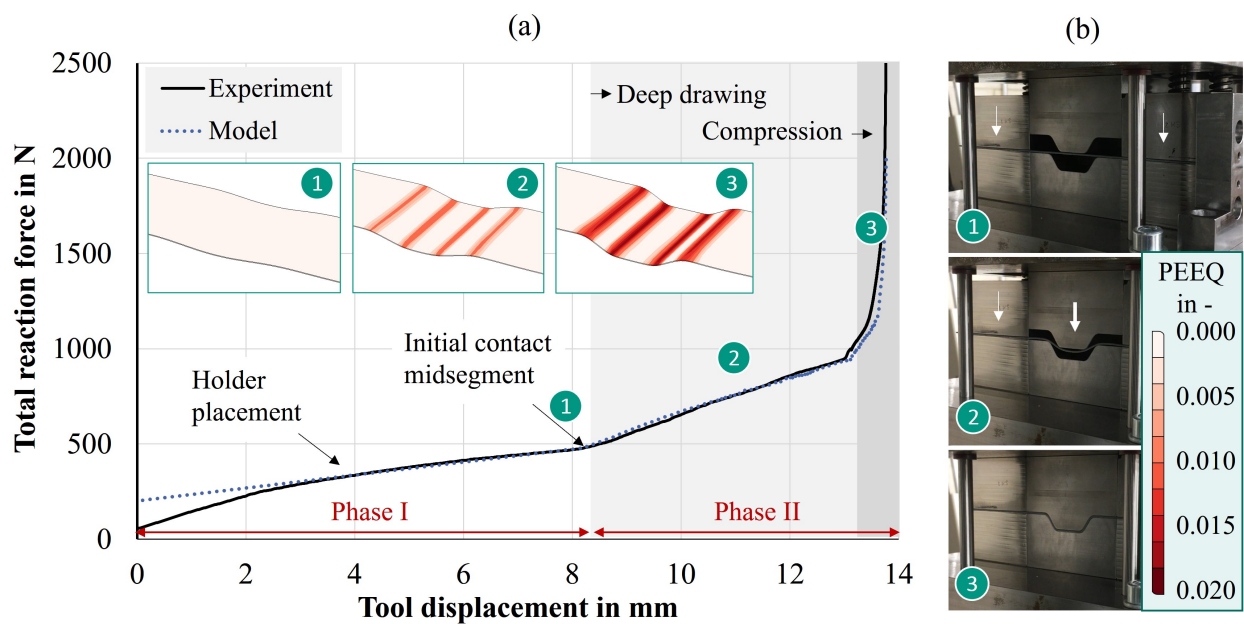 (a)
(b)
Total reaction force in N
2500
2000
1500
1000
500
0
Experiment
Model
Deep drawing
Compression
1
2
3
3
Initial contact
midsegment
2
Holder
placement
1
Phase I
Phase II
0
2
4
6
8
10
12
14
Tool displacement in mm
1
2
3
PEEQ
in -
0.000
0.005
0.010
0.015
0.020